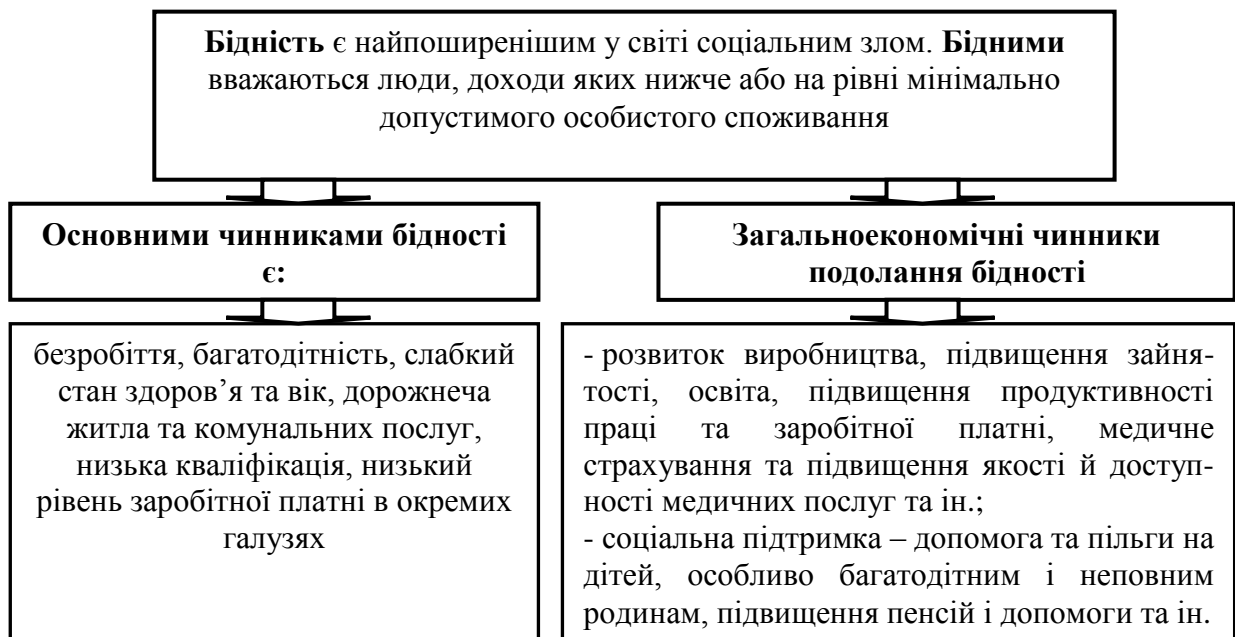 Бідність є найпоширенішим у світі соціальним злом. Бідними
вважаються люди, доходи яких нижче або на рівні мінімально
допустимого особистого споживання
Основними чинниками бідності
є:
безробіття, багатодітність, слабкий
стан здоров’я та вік, дорожнеча
житла та комунальних послуг,
низька кваліфікація, низький
рівень заробітної платні в окремих
галузях
Загальноекономічні чинники
подолання бідності
- розвиток виробництва, підвищення зайня-
тості, освіта, підвищення продуктивності
праці та заробітної платні, медичне
страхування та підвищення якості й доступ-
ності медичних послуг та ін.;
- соціальна підтримка – допомога та пільги на
дітей, особливо багатодітним і неповним
родинам, підвищення пенсій і допомоги та ін.